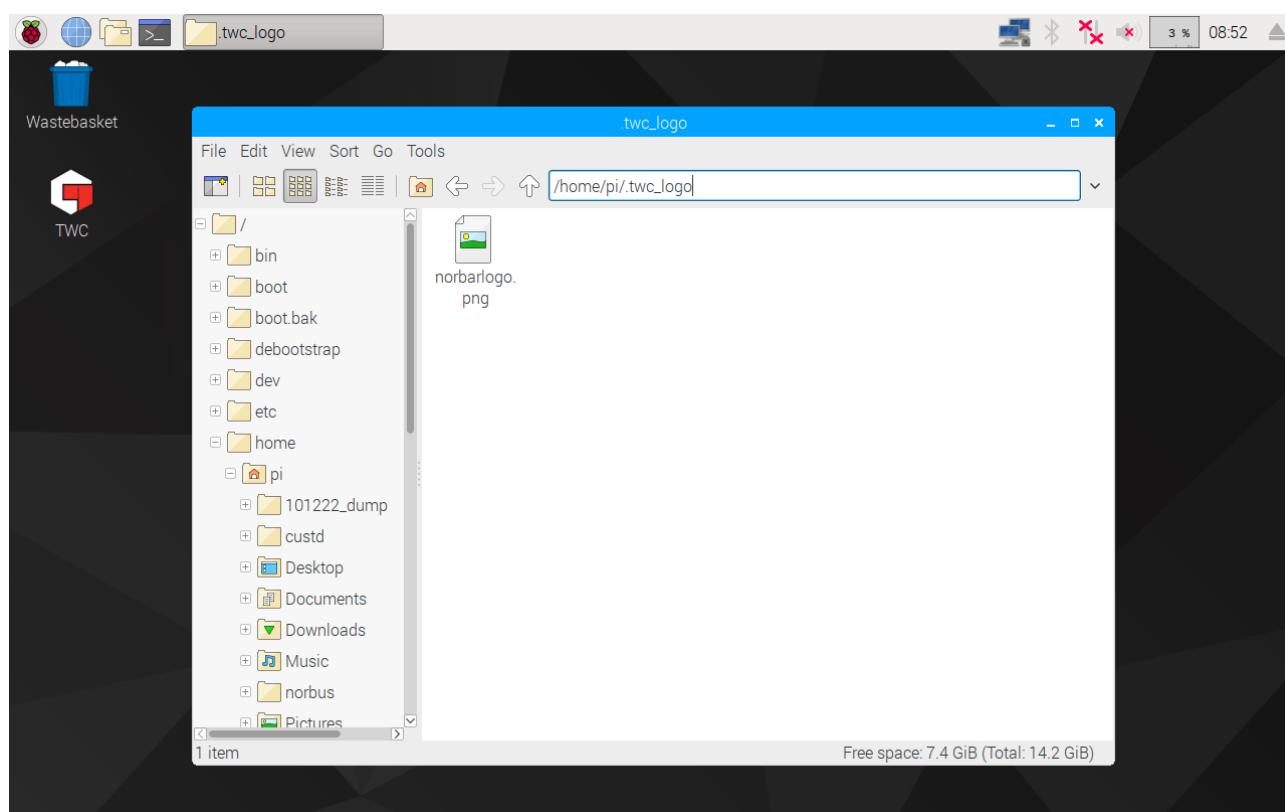 .twc_logo
3 %
08:52
Wastebasket
TWC
.twc_logo
File Edit View Sort Go Tools
/home/pi/.twc_logo
/
bin
boot
boot.bak
debootstrap
dev
etc
home
pi
101222_dump
custd
Desktop
Documents
Downloads
Music
norbus
Pictures
norbarlogo.
png
1 item
Free space: 7.4 GiB (Total: 14.2 GiB)